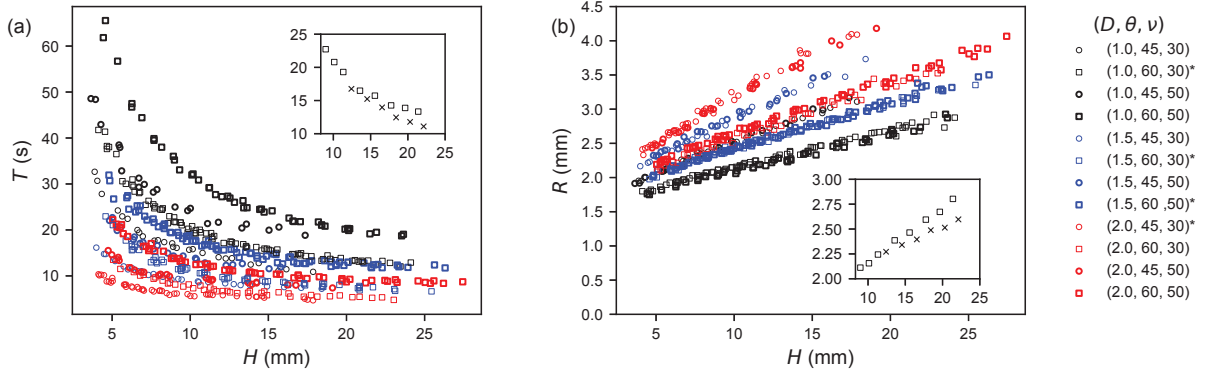 (a)
60
50
40
30
20
10
T (s)
5
10
15
20
25
H (mm)
25
20
15
10
10
15
20
25
(b)
4.5
4.0
3.5
3.0
2.5
2.0
1.5
1.0
0.5
0.0
R (mm)
5
10
15
20
25
H (mm)
3.00
2.75
2.50
2.25
2.00
10
15
20
25
(D, θ, ν)
(1.0, 45, 30)
(1.0, 60, 30)*
(1.0, 45, 50)
(1.0, 60, 50)
(1.5, 45, 30)
(1.5, 60, 30)*
(1.5, 45, 50)
(1.5, 60 ,50)*
(2.0, 45, 30)*
(2.0, 60, 30)
(2.0, 45, 50)
(2.0, 60, 50)